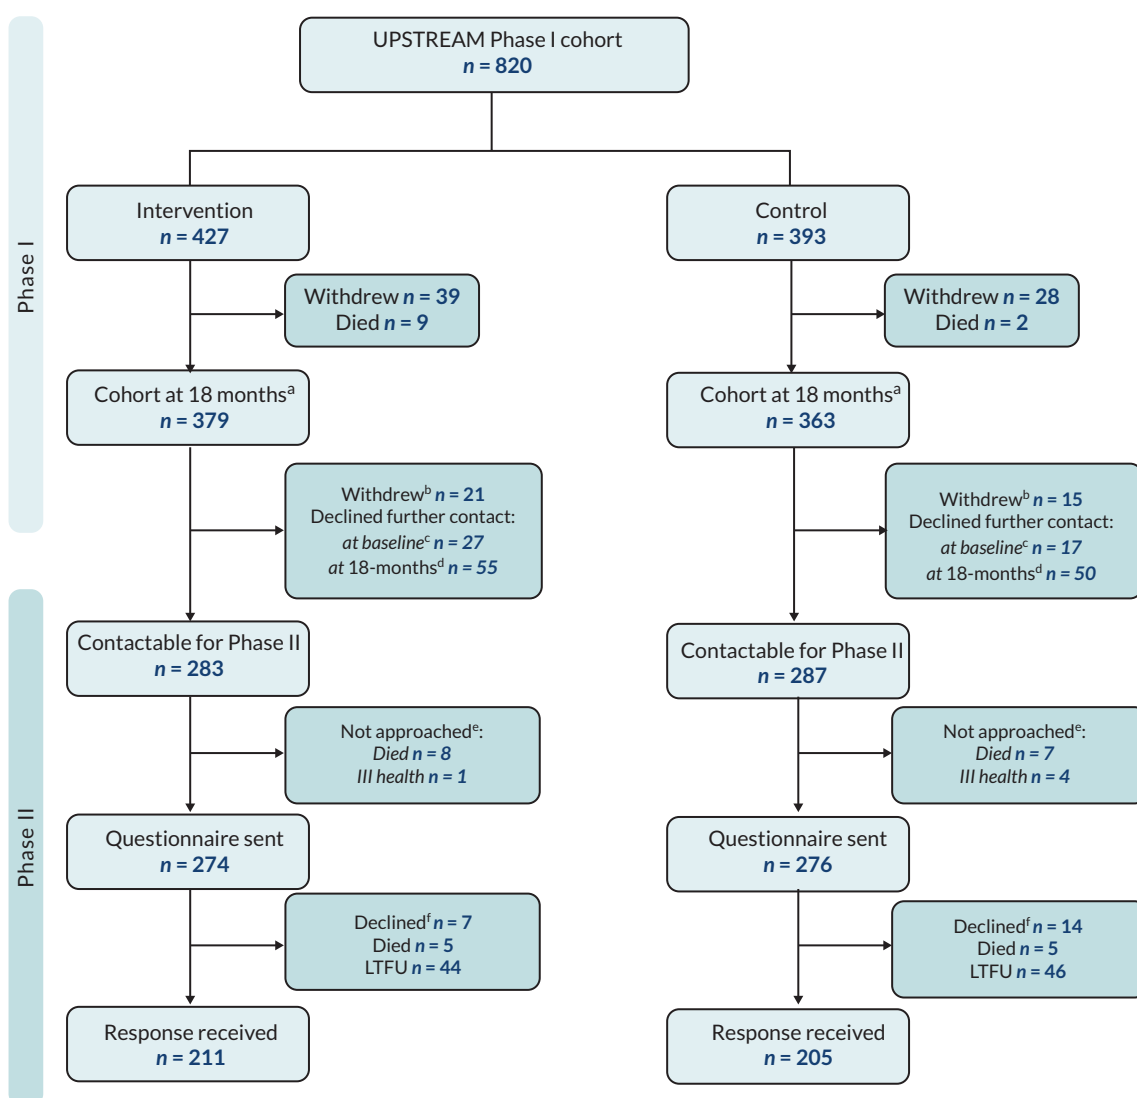 UPSTREAM Phase I cohort
n = 820
Phase I
Intervention
n = 427
Control
n = 393
Withdrew n = 39
Died n = 9
Withdrew n = 28
Died n = 2
Cohort at 18 monthsᵃ
n = 379
Cohort at 18 monthsᵃ
n = 363
Withdrewᵇ n = 21
Declined further contact:
at baselineᶜ n = 27
at 18-monthsᵈ n = 55
Withdrewᵇ n = 15
Declined further contact:
at baselineᶜ n = 17
at 18-monthsᵈ n = 50
Phase II
Contactable for Phase II
n = 283
Contactable for Phase II
n = 287
Not approachedᵉ:
Died n = 8
III health n = 1
Not approachedᵉ:
Died n = 7
III health n = 4
Questionnaire sent
n = 274
Questionnaire sent
n = 276
Declinedᶠ n = 7
Died n = 5
LTFU n = 44
Declinedᶠ n = 14
Died n = 5
LTFU n = 46
Response received
n = 211
Response received
n = 205